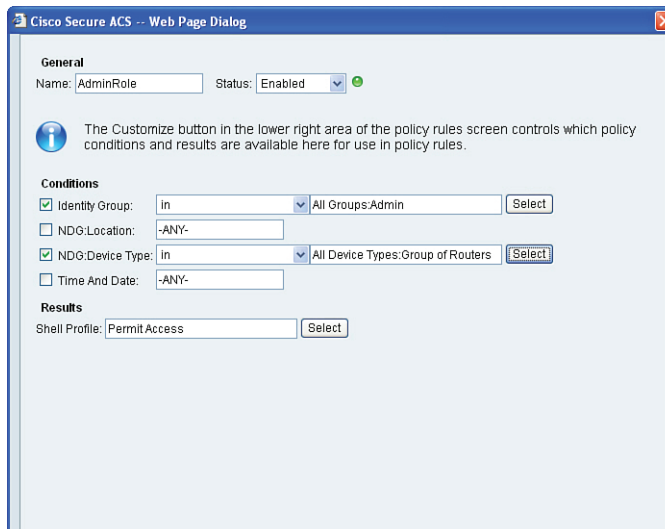 Cisco Secure ACS -- Web Page Dialog
General
Name: AdminRole Status: Enabled
The Customize button in the lower right area of the policy rules screen controls which policy
conditions and results are available here for use in policy rules.
Conditions
Identity Group: in All Groups:Admin Select
NDG:Location: -ANY-
NDG:Device Type: in All Device Types:Group of Routers Select
Time And Date: -ANY-
Results
Shell Profile: Permit Access Select